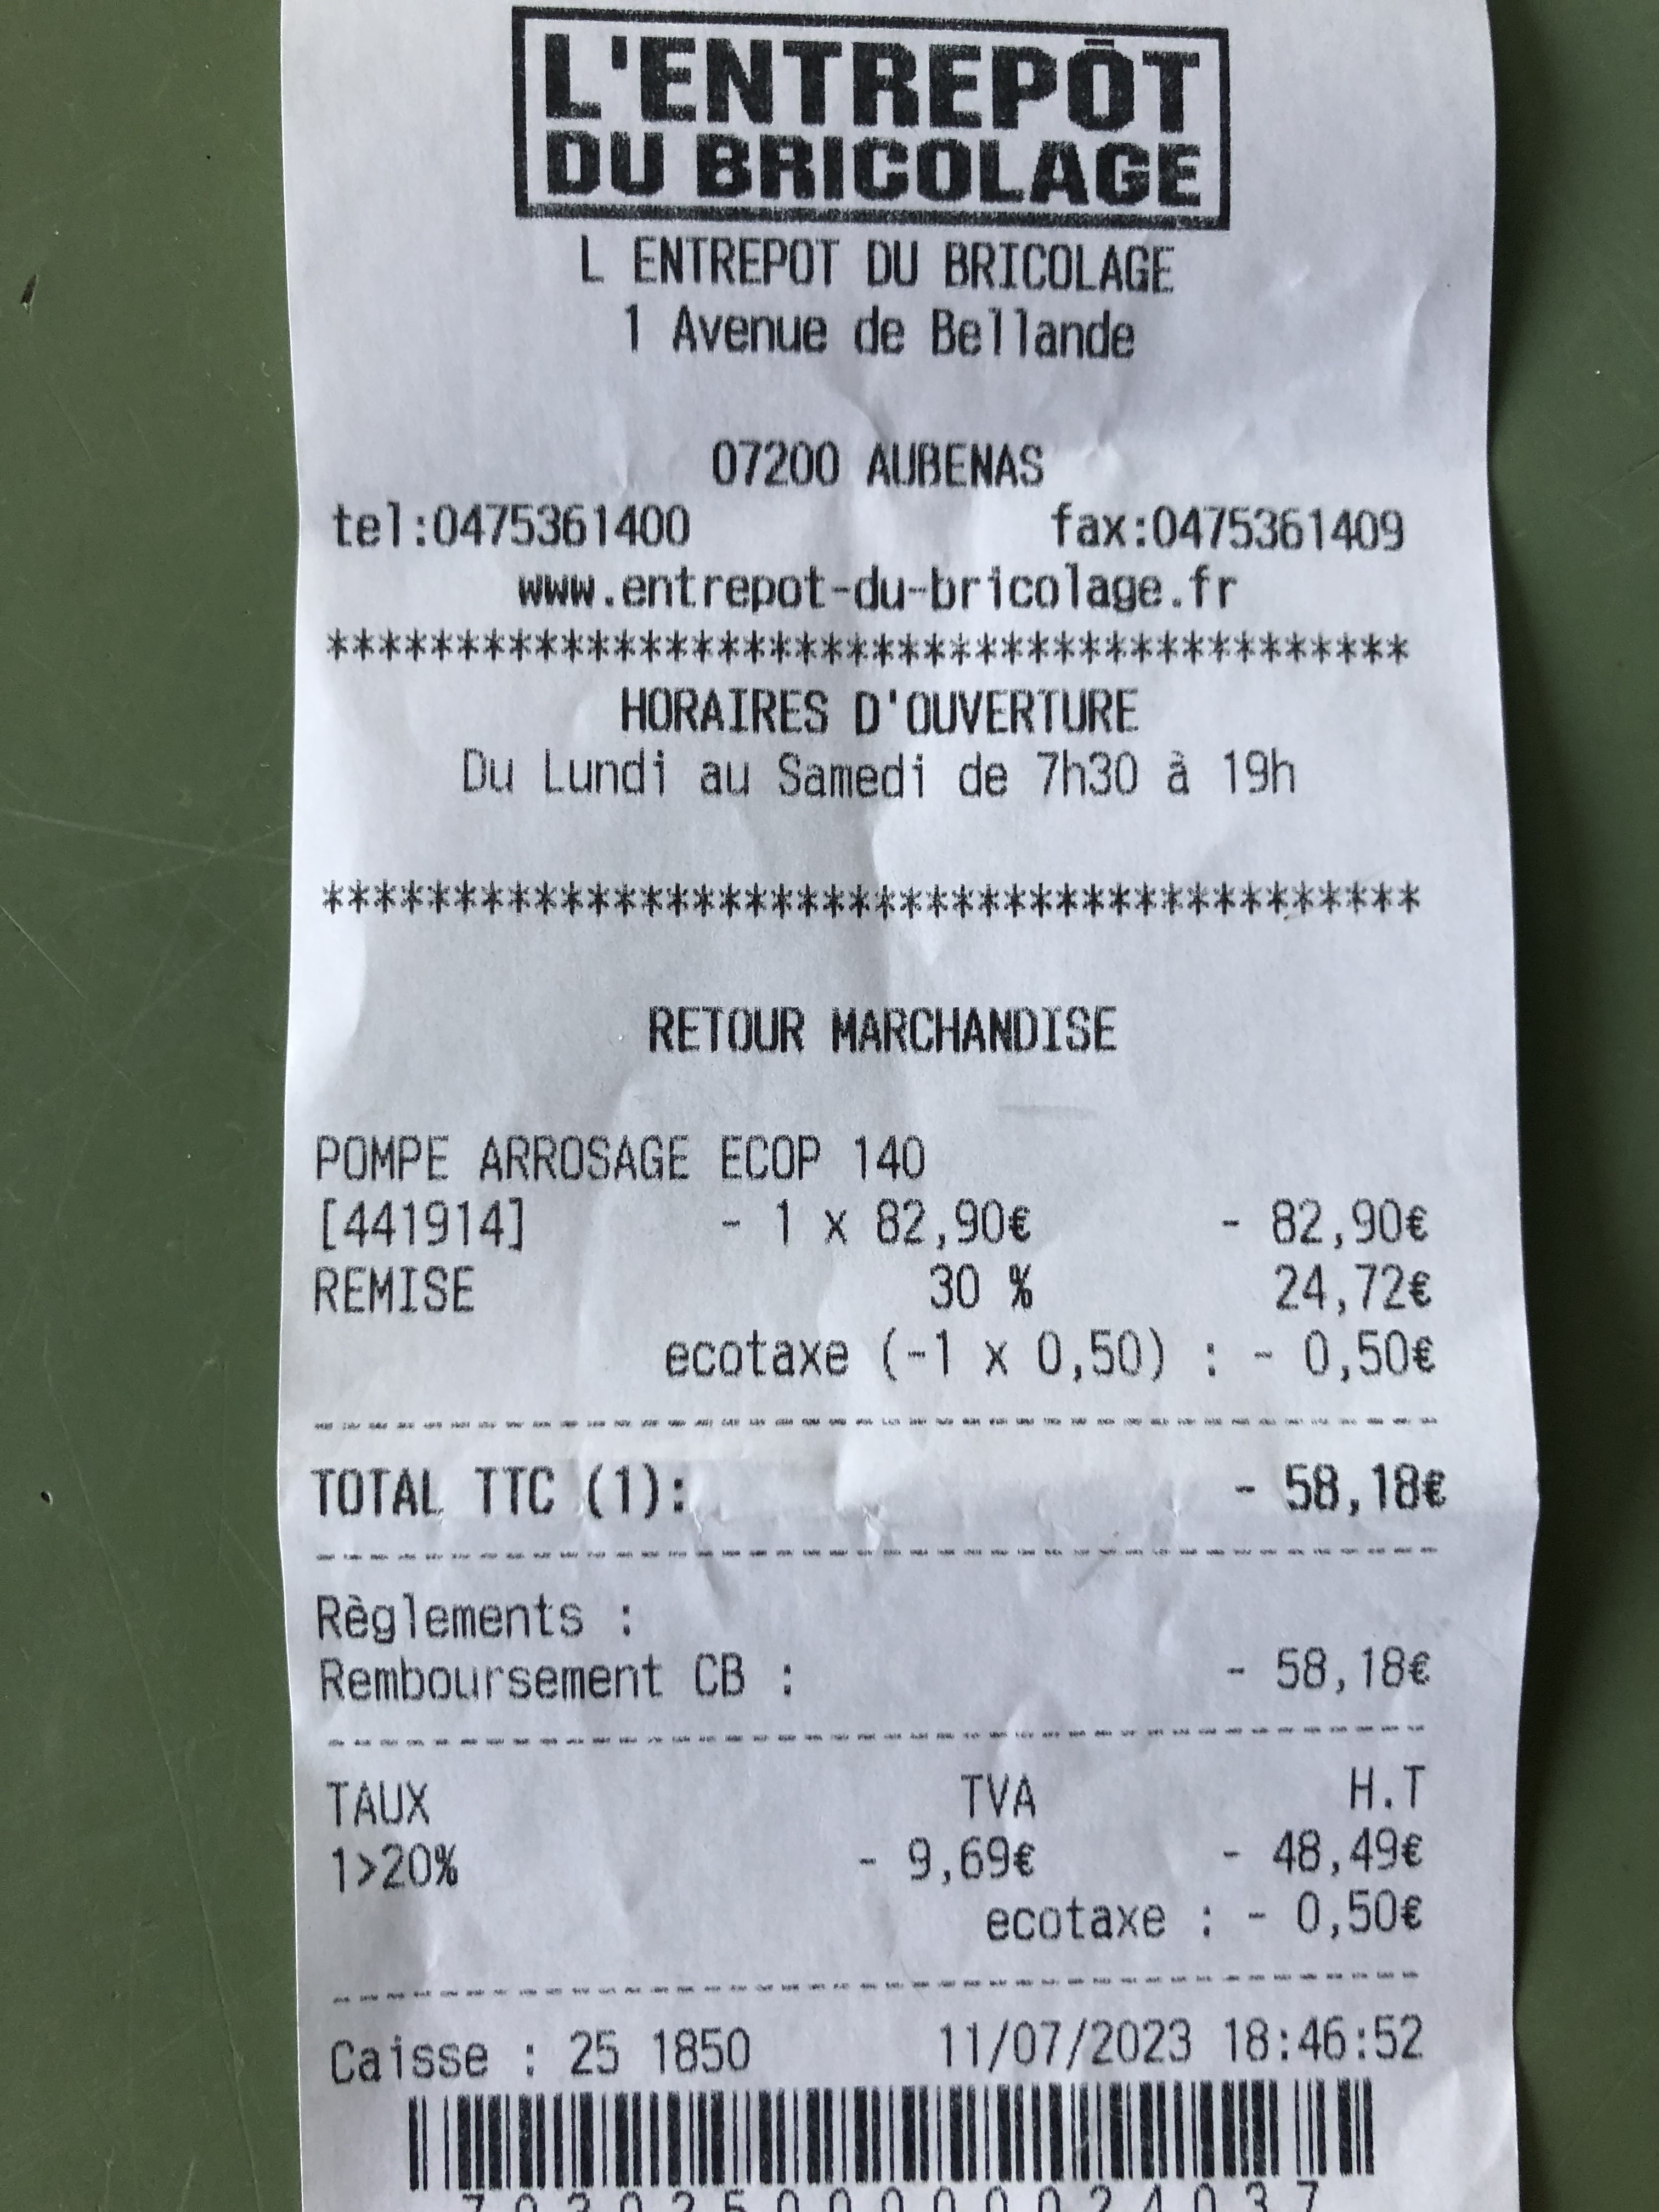 L'ENTREPÔT
DU BRICOLAGE
L ENTREPOT DU BRICOLAGE
1 Avenue de Bellande
07200 AUBENAS
tel:0475361400 fax:0475361409
www.entrepot-du-bricolage.fr
******************************************
HORAIRES D'OUVERTURE
Du Lundi au Samedi de 7h30 à 19h
******************************************
RETOUR MARCHANDISE
POMPE ARROSAGE ECOP 140
[441914] - 1 x 82,90€ - 82,90€
REMISE 30 % 24,72€
ecotaxe (-1 x 0,50) : - 0,50€
TOTAL TTC (1): - 58,18€
Règlements :
Remboursement CB : - 58,18€
TAUX TVA H.T
1>20% - 9,69€ - 48,49€
ecotaxe : - 0,50€
Caisse : 25 1850 11/07/2023 18:46:52